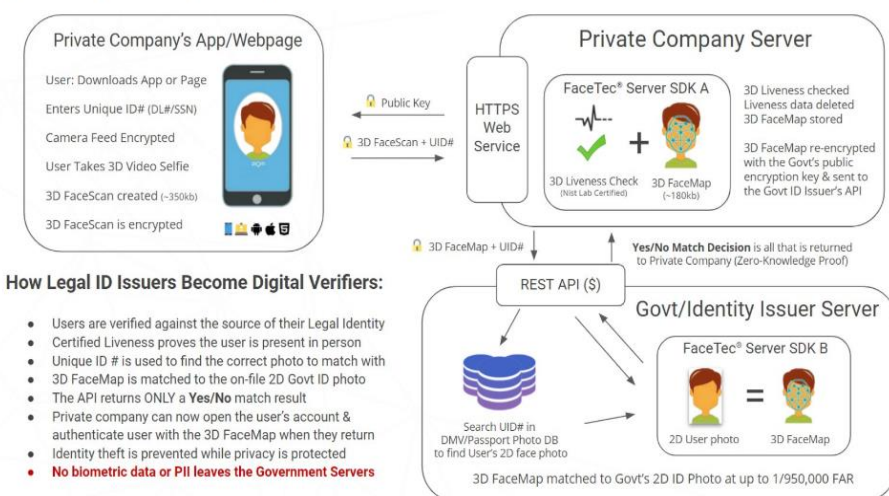 Private Company's App/Webpage
User: Downloads App or Page
Enters Unique ID# (DL#/SSN)
Camera Feed Encrypted
User Takes 3D Video Selfie
3D FaceScan created (~350kb)
3D FaceScan is encrypted
Public Key
3D FaceScan + UID#
Private Company Server
HTTPS
Web
Service
FaceTec® Server SDK A
3D Liveness Check
(Nist Lab Certified)
3D FaceMap
(~180kb)
3D Liveness checked
Liveness data deleted
3D FaceMap stored
3D FaceMap re-encrypted
with the Govt's public
encryption key & sent to
the Govt ID Issuer's API
3D FaceMap + UID#
Yes/No Match Decision is all that is returned
to Private Company (Zero-Knowledge Proof)
How Legal ID Issuers Become Digital Verifiers:
● Users are verified against the source of their Legal Identity
● Certified Liveness proves the user is present in person
● Unique ID # is used to find the correct photo to match with
● 3D FaceMap is matched to the on-file 2D Govt ID photo
● The API returns ONLY a Yes/No match result
● Private company can now open the user's account &
authenticate user with the 3D FaceMap when they return
● Identity theft is prevented while privacy is protected
● No biometric data or PII leaves the Government Servers
REST API ($)
Govt/Identity Issuer Server
FaceTec® Server SDK B
2D User photo
3D FaceMap
Search UID# in
DMV/Passport Photo DB
to find User's 2D face photo
3D FaceMap matched to Govt's 2D ID Photo at up to 1/950,000 FAR